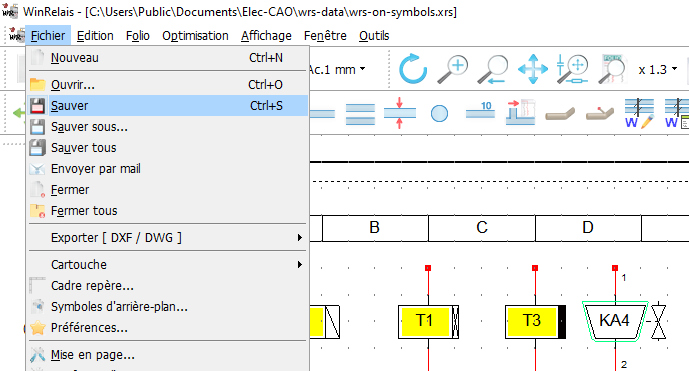 WinRelais - [C:\Users\Public\Documents\Elec-CAO\wrs-data\wrs-on-symbols.xrs]
Fichier Edition Folio Optimisation Affichage Fenêtre Outils
Nouveau Ctrl+N
Ac.1 mm
x 1.3
Ouvrir... Ctrl+O
Sauver Ctrl+S
10
W
W
Sauver sous...
Sauver tous
Envoyer par mail
Fermer
Fermer tous
Exporter [ DXF / DWG ]
B C D
Cartouche
Cadre repère...
1
Symboles d'arrière-plan...
Préférences...
T1 T3 KA4
Mise en page...
2